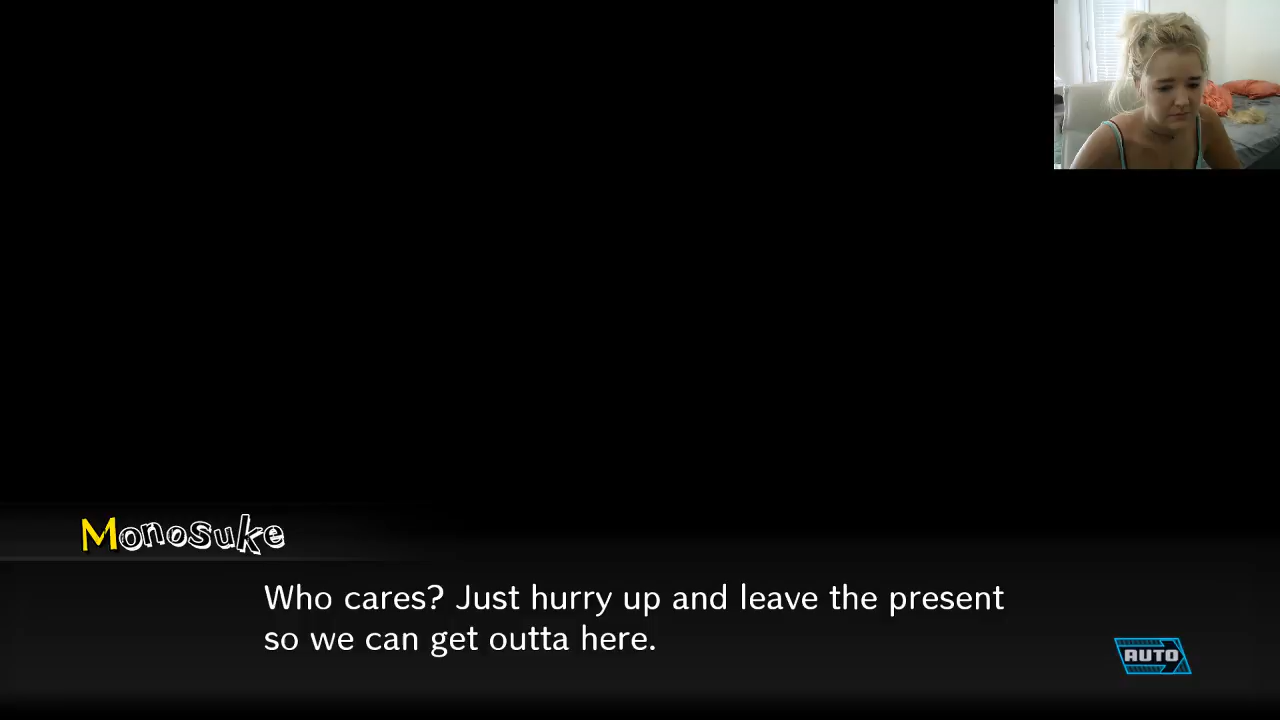 Monosuke
Who cares? Just hurry up and leave the present
so we can get outta here.
AUTO